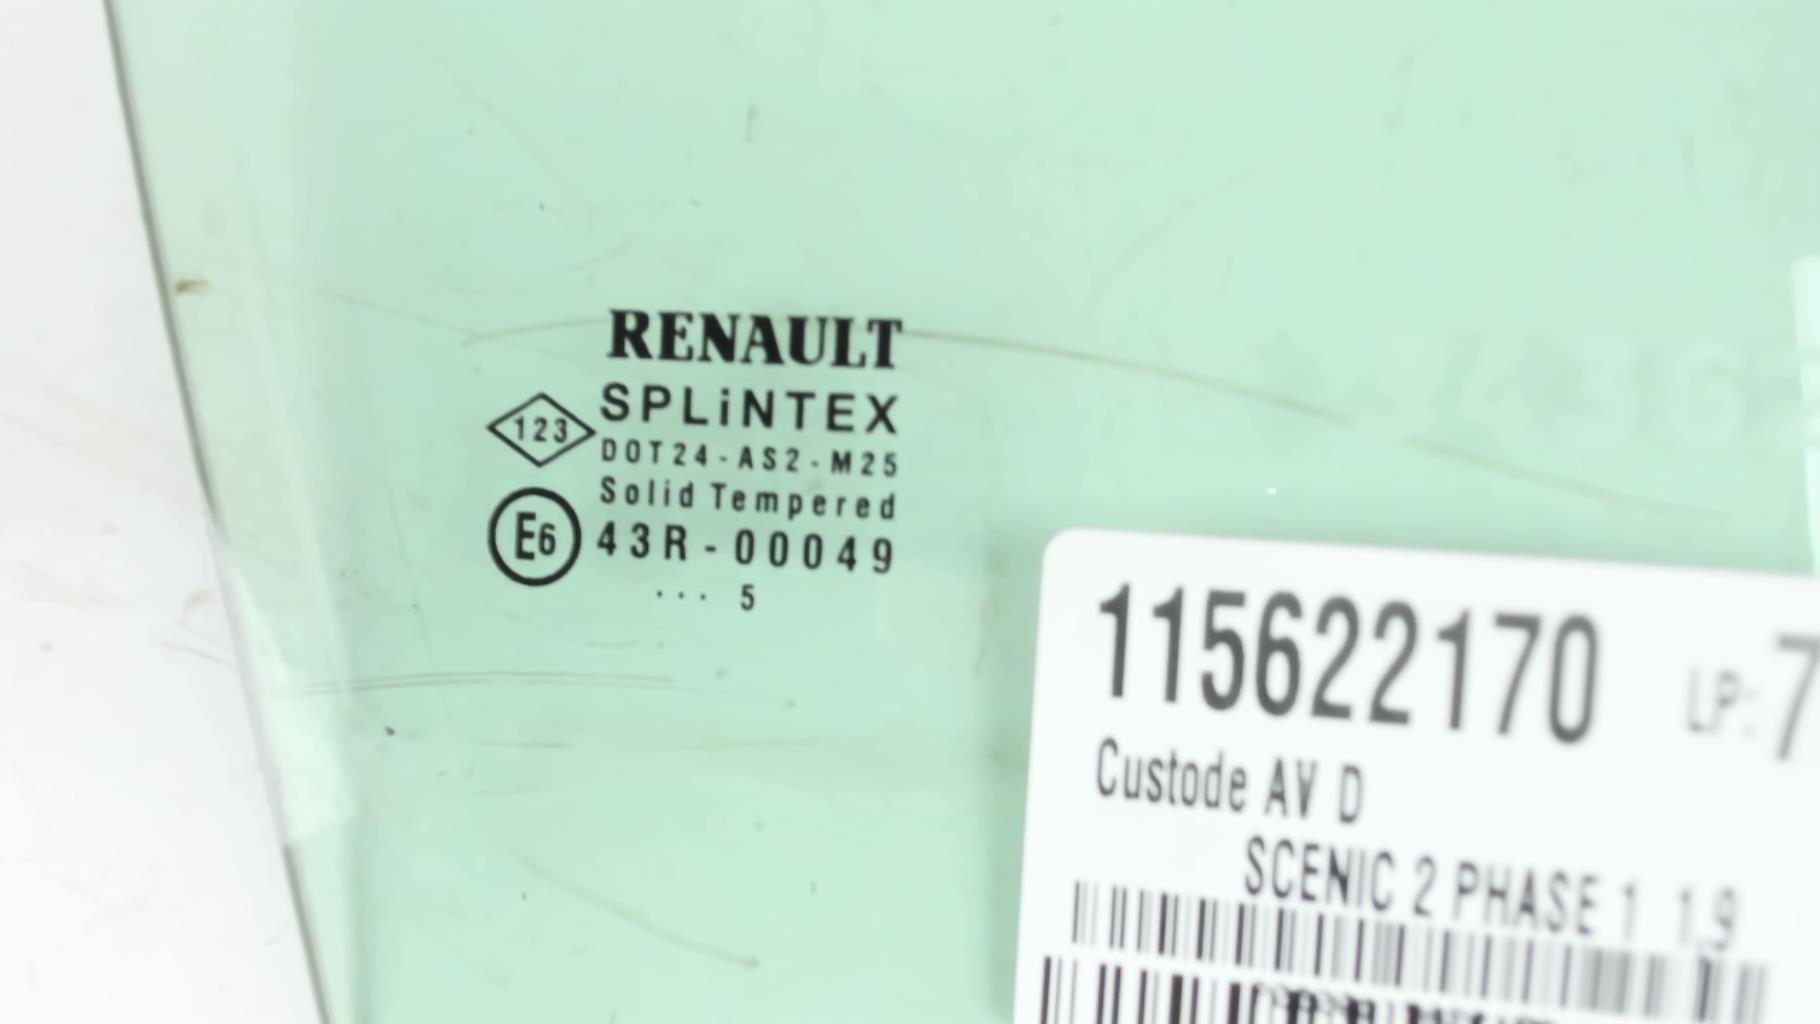 RENAULT
SPLiNTEX
123
DOT24-AS2-M25
Solid Tempered
E6 43R-00049
... 5
115622170 LP: 7
Custode AV D
SCENIC 2 PHASE 1 1.9